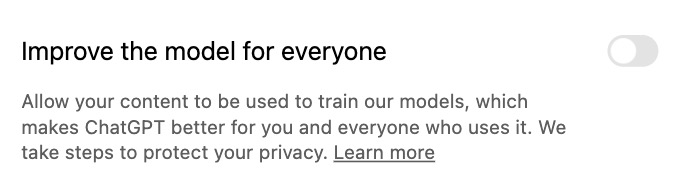 Improve the model for everyone
Allow your content to be used to train our models, which
makes ChatGPT better for you and everyone who uses it. We
take steps to protect your privacy. Learn more